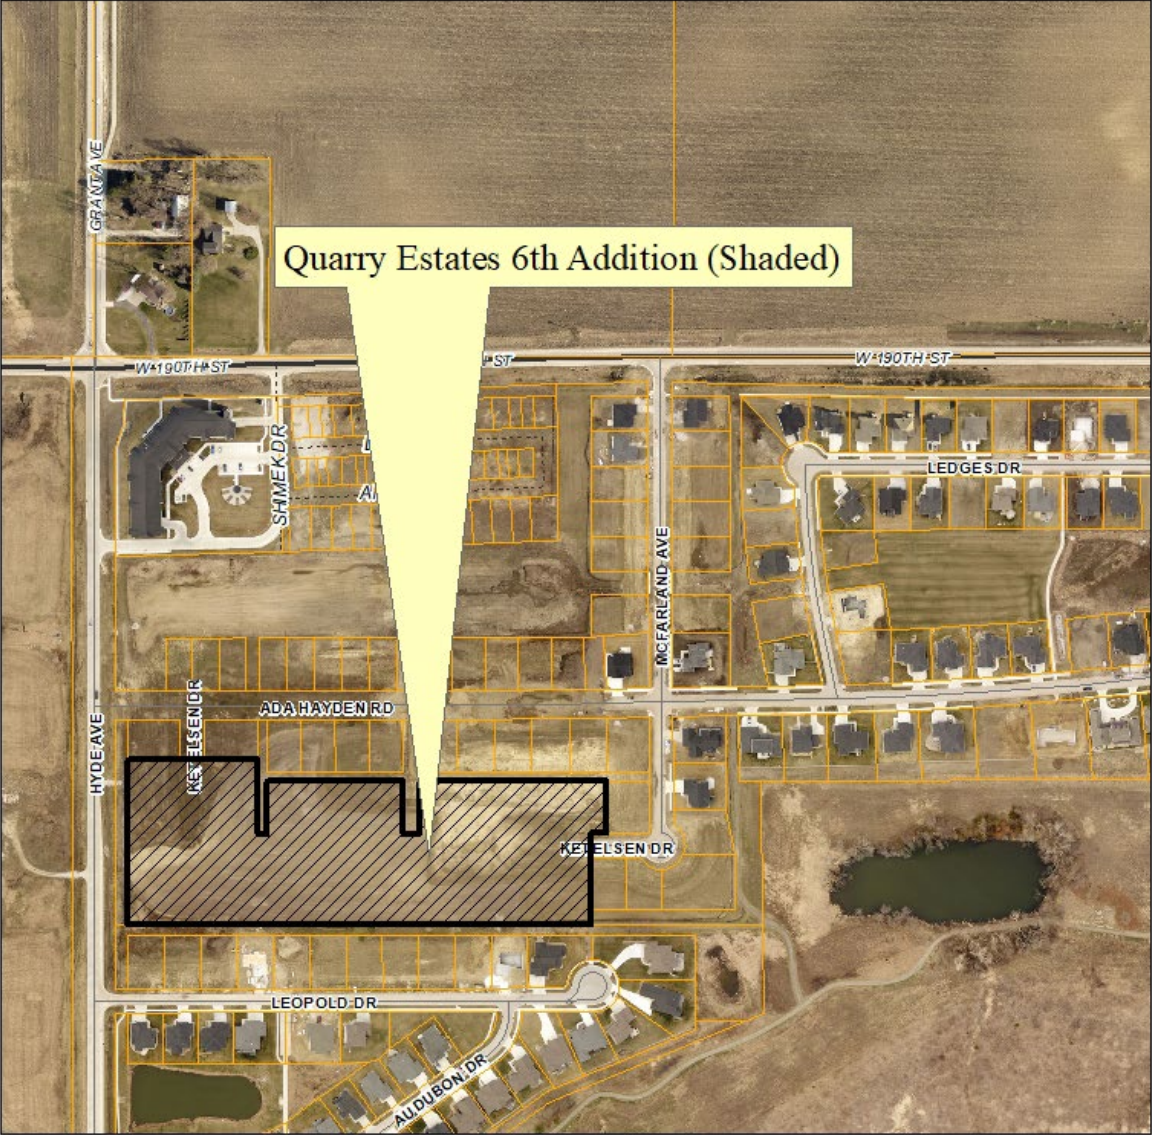 GRANT AVE
Quarry Estates 6th Addition (Shaded)
W 190TH ST
ST
W 190TH ST
SHIMEK DR
LEDGES DR
MCFARLAND AVE
KETELSEN DR
ADA HAYDEN RD
HYDE AVE
KETELSEN DR
LEOPOLD DR
AUDUBON DR